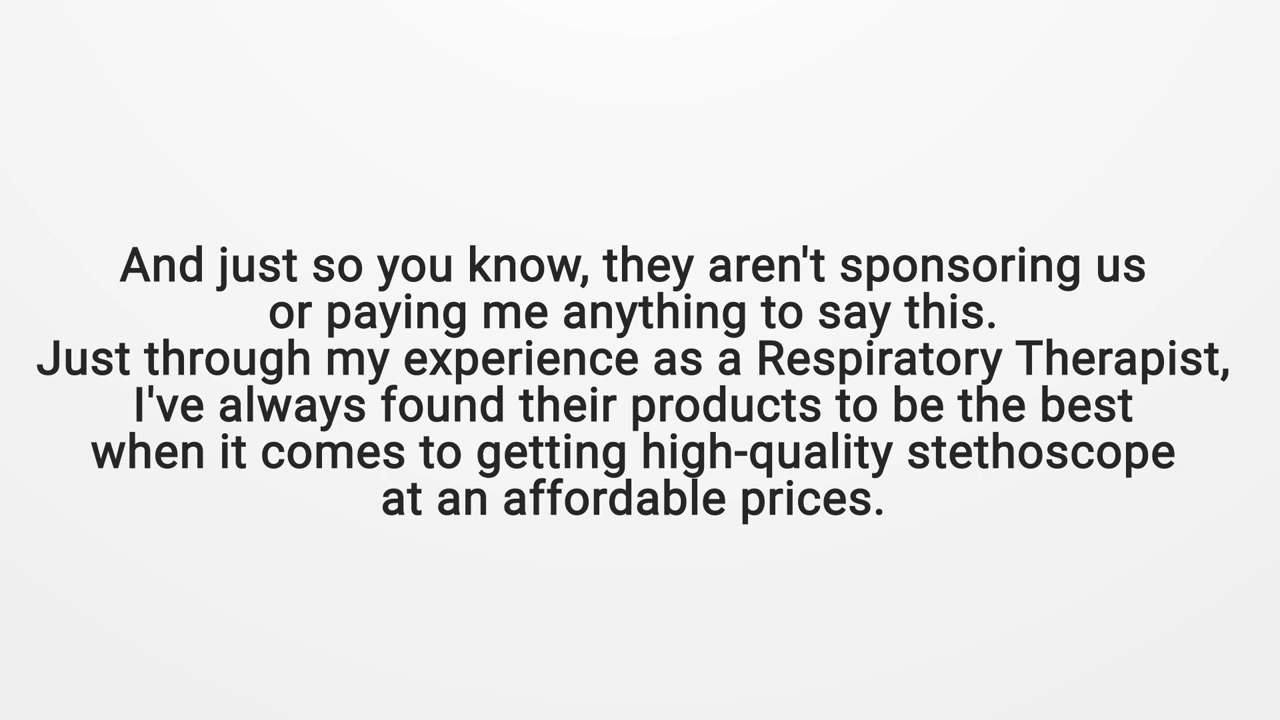 And just so you know, they aren't sponsoring us
or paying me anything to say this.
Just through my experience as a Respiratory Therapist,
I've always found their products to be the best
when it comes to getting high-quality stethoscope
at an affordable prices.